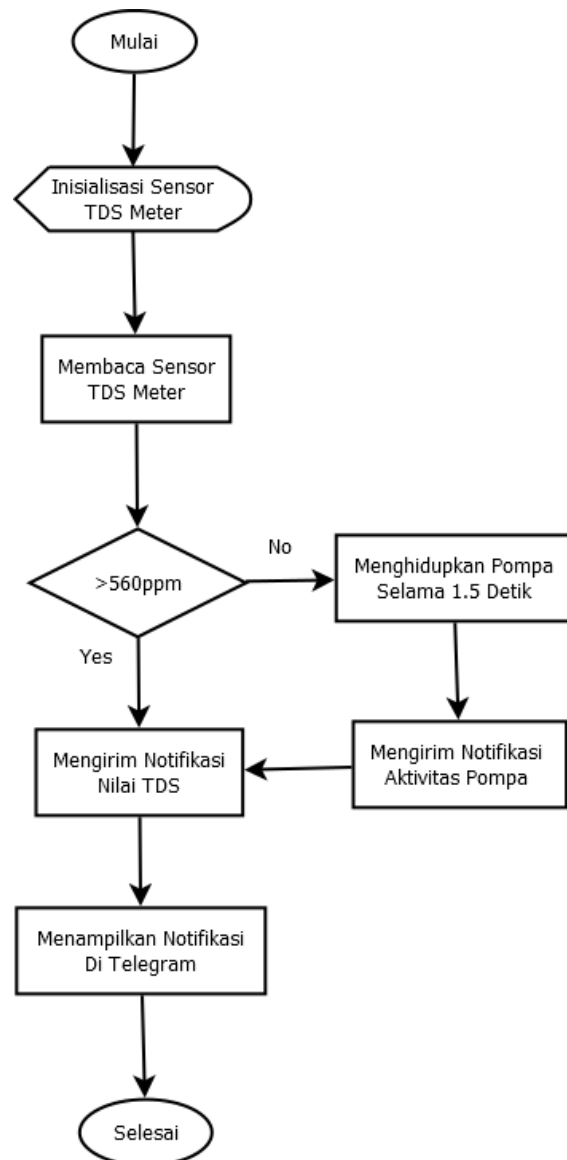 Mulai
Inisialisasi Sensor
TDS Meter
Membaca Sensor
TDS Meter
>560ppm
No
Menghidupkan Pompa
Selama 1.5 Detik
Yes
Mengirim Notifikasi
Nilai TDS
Mengirim Notifikasi
Aktivitas Pompa
Menampilkan Notifikasi
Di Telegram
Selesai